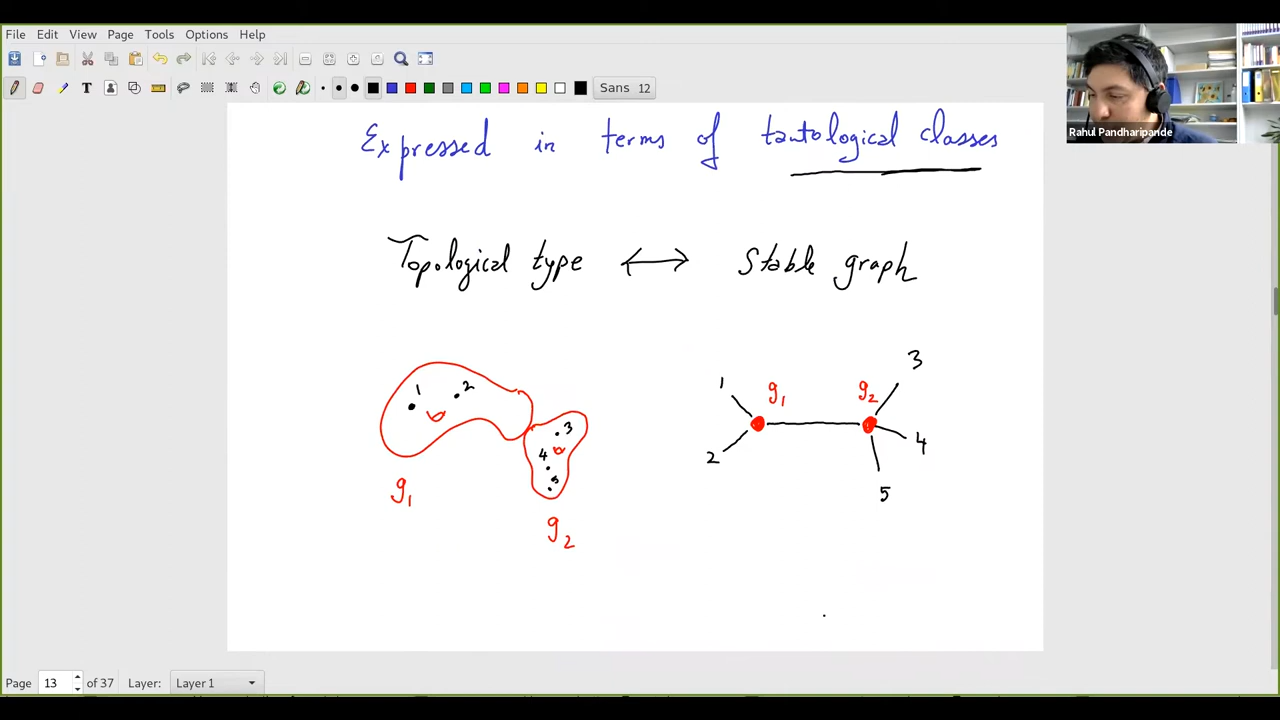 File Edit View Page Tools Options Help
Sans 12
Rahul Pandharipande
Expressed in terms of tautological classes
Topological type ↔ Stable graph
1 2 3 4 5
g1
g2
1 g1 g2 3
2 4
5
Page 13 of 37 Layer: Layer 1